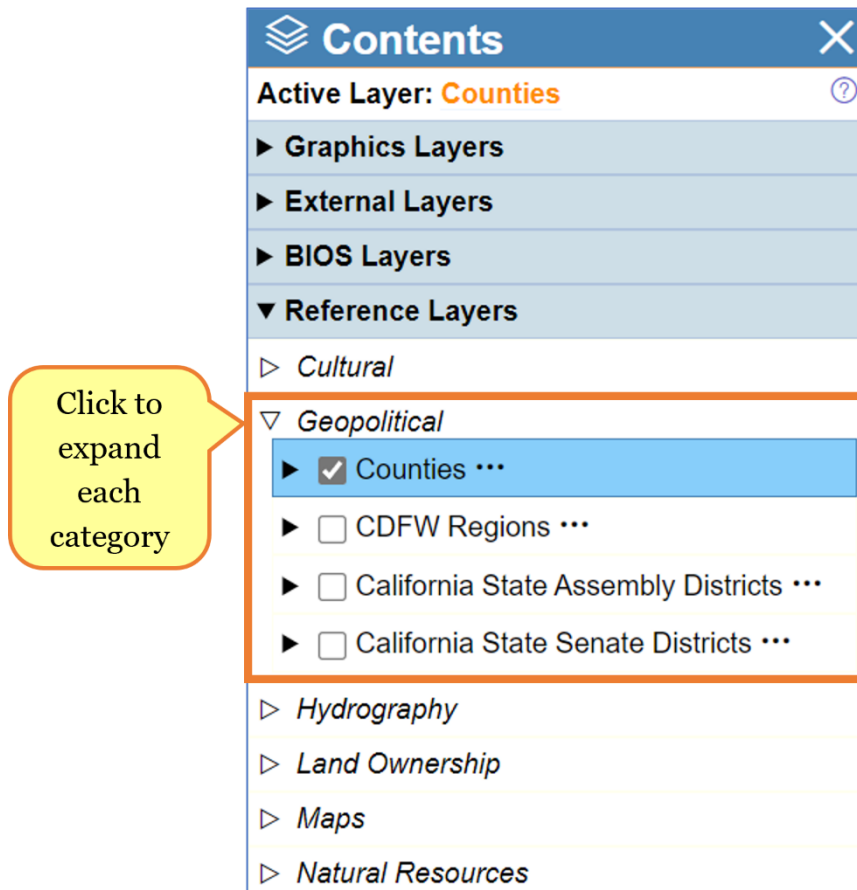 Contents
Active Layer: Counties
Graphics Layers
External Layers
BIOS Layers
Reference Layers
Cultural
Click to
expand
each
category
Geopolitical
Counties •••
CDFW Regions •••
California State Assembly Districts •••
California State Senate Districts •••
Hydrography
Land Ownership
Maps
Natural Resources